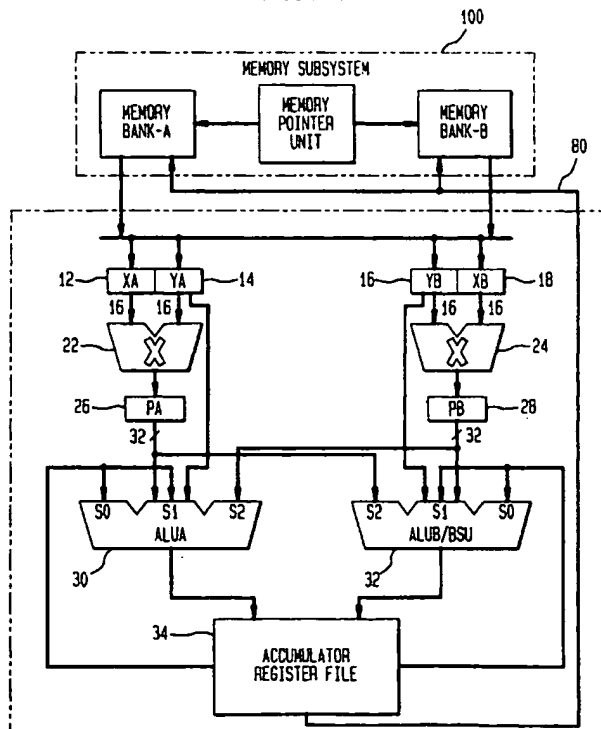 100
MEMORY SUBSYSTEM
MEMORY BANK-A
MEMORY POINTER UNIT
MEMORY BANK-B
80
12
XA
YA
14
16
YB
XB
18
16
16
16
16
22
X
X
24
26
PA
PB
28
32
32
S0
S1
S2
S2
S1
S0
ALUA
ALUB/BSU
30
32
34
ACCUMULATOR
REGISTER FILE